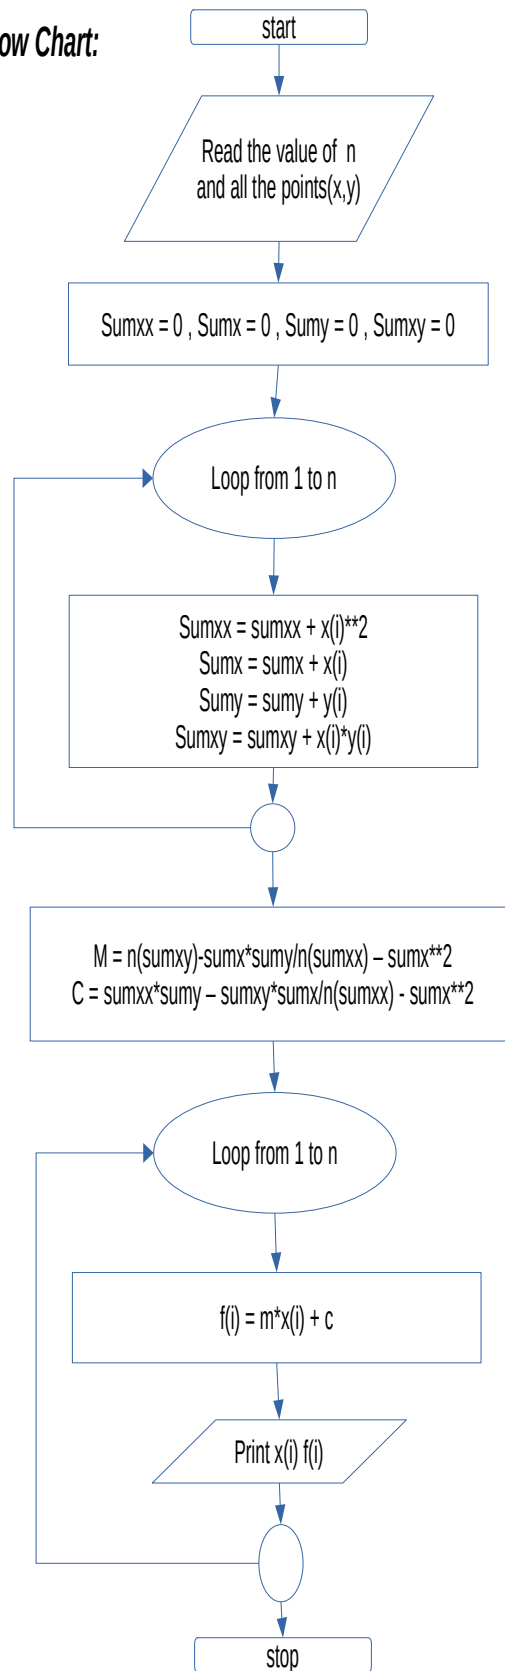 ow Chart:
start
Read the value of n
and all the points(x,y)
Sumxx = 0 , Sumx = 0 , Sumy = 0 , Sumxy = 0
Loop from 1 to n
Sumxx = sumxx + x(i)**2
Sumx = sumx + x(i)
Sumy = sumy + y(i)
Sumxy = sumxy + x(i)*y(i)
M = n(sumxy)-sumx*sumy/n(sumxx) – sumx**2
C = sumxx*sumy – sumxy*sumx/n(sumxx) - sumx**2
Loop from 1 to n
f(i) = m*x(i) + c
Print x(i) f(i)
stop